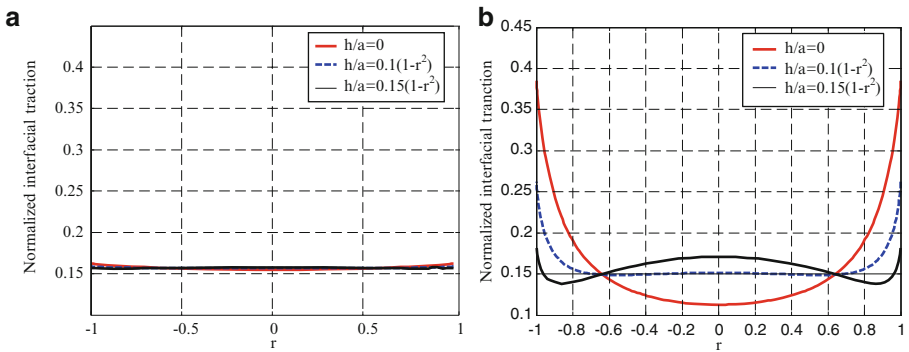 a
Normalized interfacial traction
0.4
0.35
0.3
0.25
0.2
0.15
-1
-0.5
0
0.5
1
r
h/a=0
h/a=0.1(1-r²)
h/a=0.15(1-r²)
b
Normalized interfacial tranction
0.45
0.4
0.35
0.3
0.25
0.2
0.15
0.1
-1
-0.8
-0.6
-0.4
-0.2
0
0.2
0.4
0.6
0.8
1
r
h/a=0
h/a=0.1(1-r²)
h/a=0.15(1-r²)